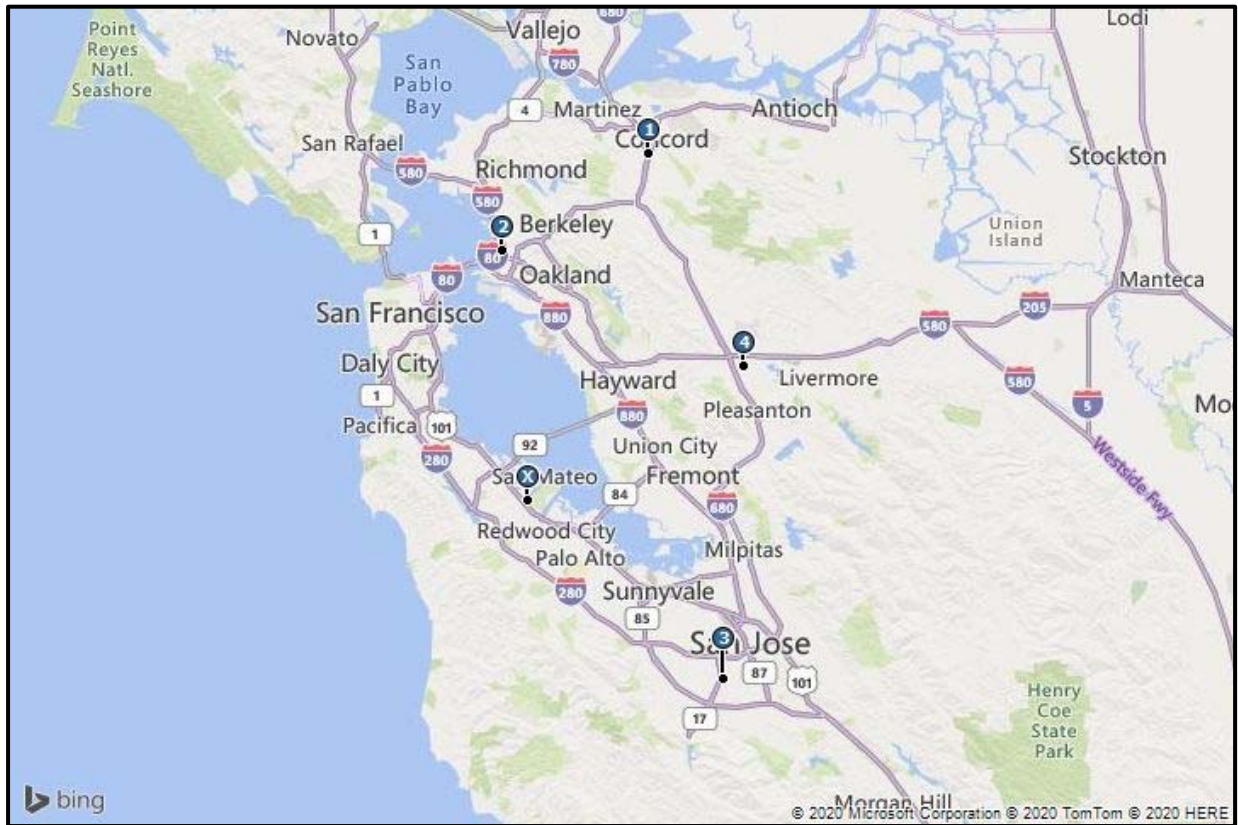 Point
Reyes
Natl.
Seashore
Novato
San
Pablo
Bay
Vallejo
680
780
Lodi
4
Martinez
Antioch
1
Concord
San Rafael
580
Richmond
580
Stockton
1
2
Berkeley
80
80
Oakland
Union
Island
Manteca
San Francisco
880
205
580
Daly City
4
Hayward
Livermore
580
1
880
5
Mo
Pacifica
101
Pleasanton
92
Union City
280
Westside Fwy
X
San Mateo
84
Fremont
680
Redwood City
Palo Alto
Milpitas
280
Sunnyvale
85
3
San Jose
87
101
17
Henry
Coe
State
Park
bing
Morgan Hill
© 2020 Microsoft Corporation © 2020 TomTom © 2020 HERE